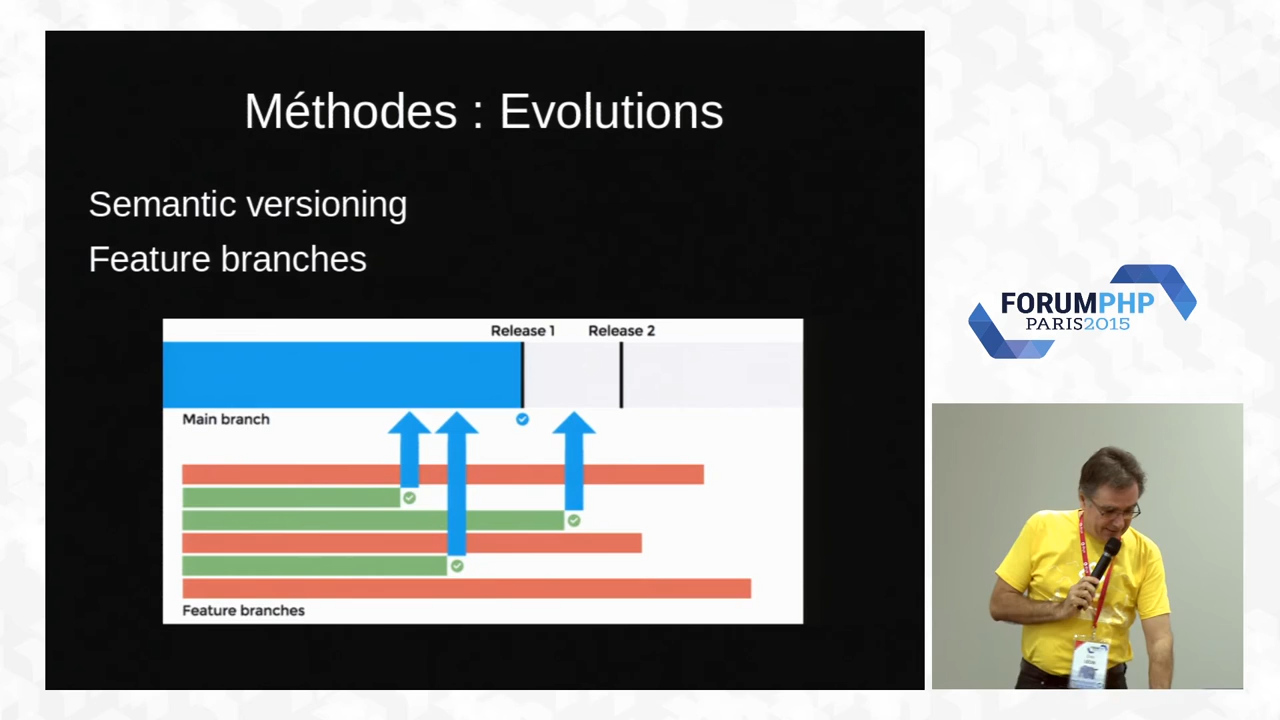 Méthodes : Evolutions
Semantic versioning
Feature branches
Release 1 Release 2
Main branch
Feature branches
FORUMPHP
PARIS2015